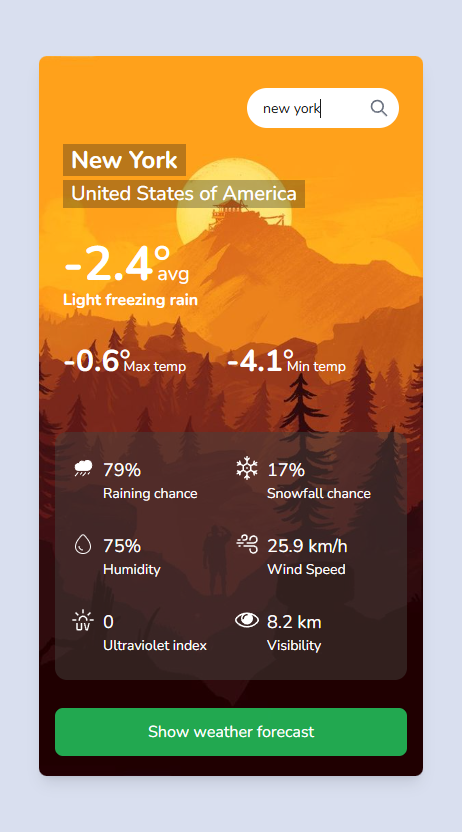 new york
New York
United States of America
-2.4° avg
Light freezing rain
-0.6° Max temp -4.1° Min temp
79% 17%
Raining chance Snowfall chance
75% 25.9 km/h
Humidity Wind Speed
UV 0 8.2 km
Ultraviolet index Visibility
Show weather forecast